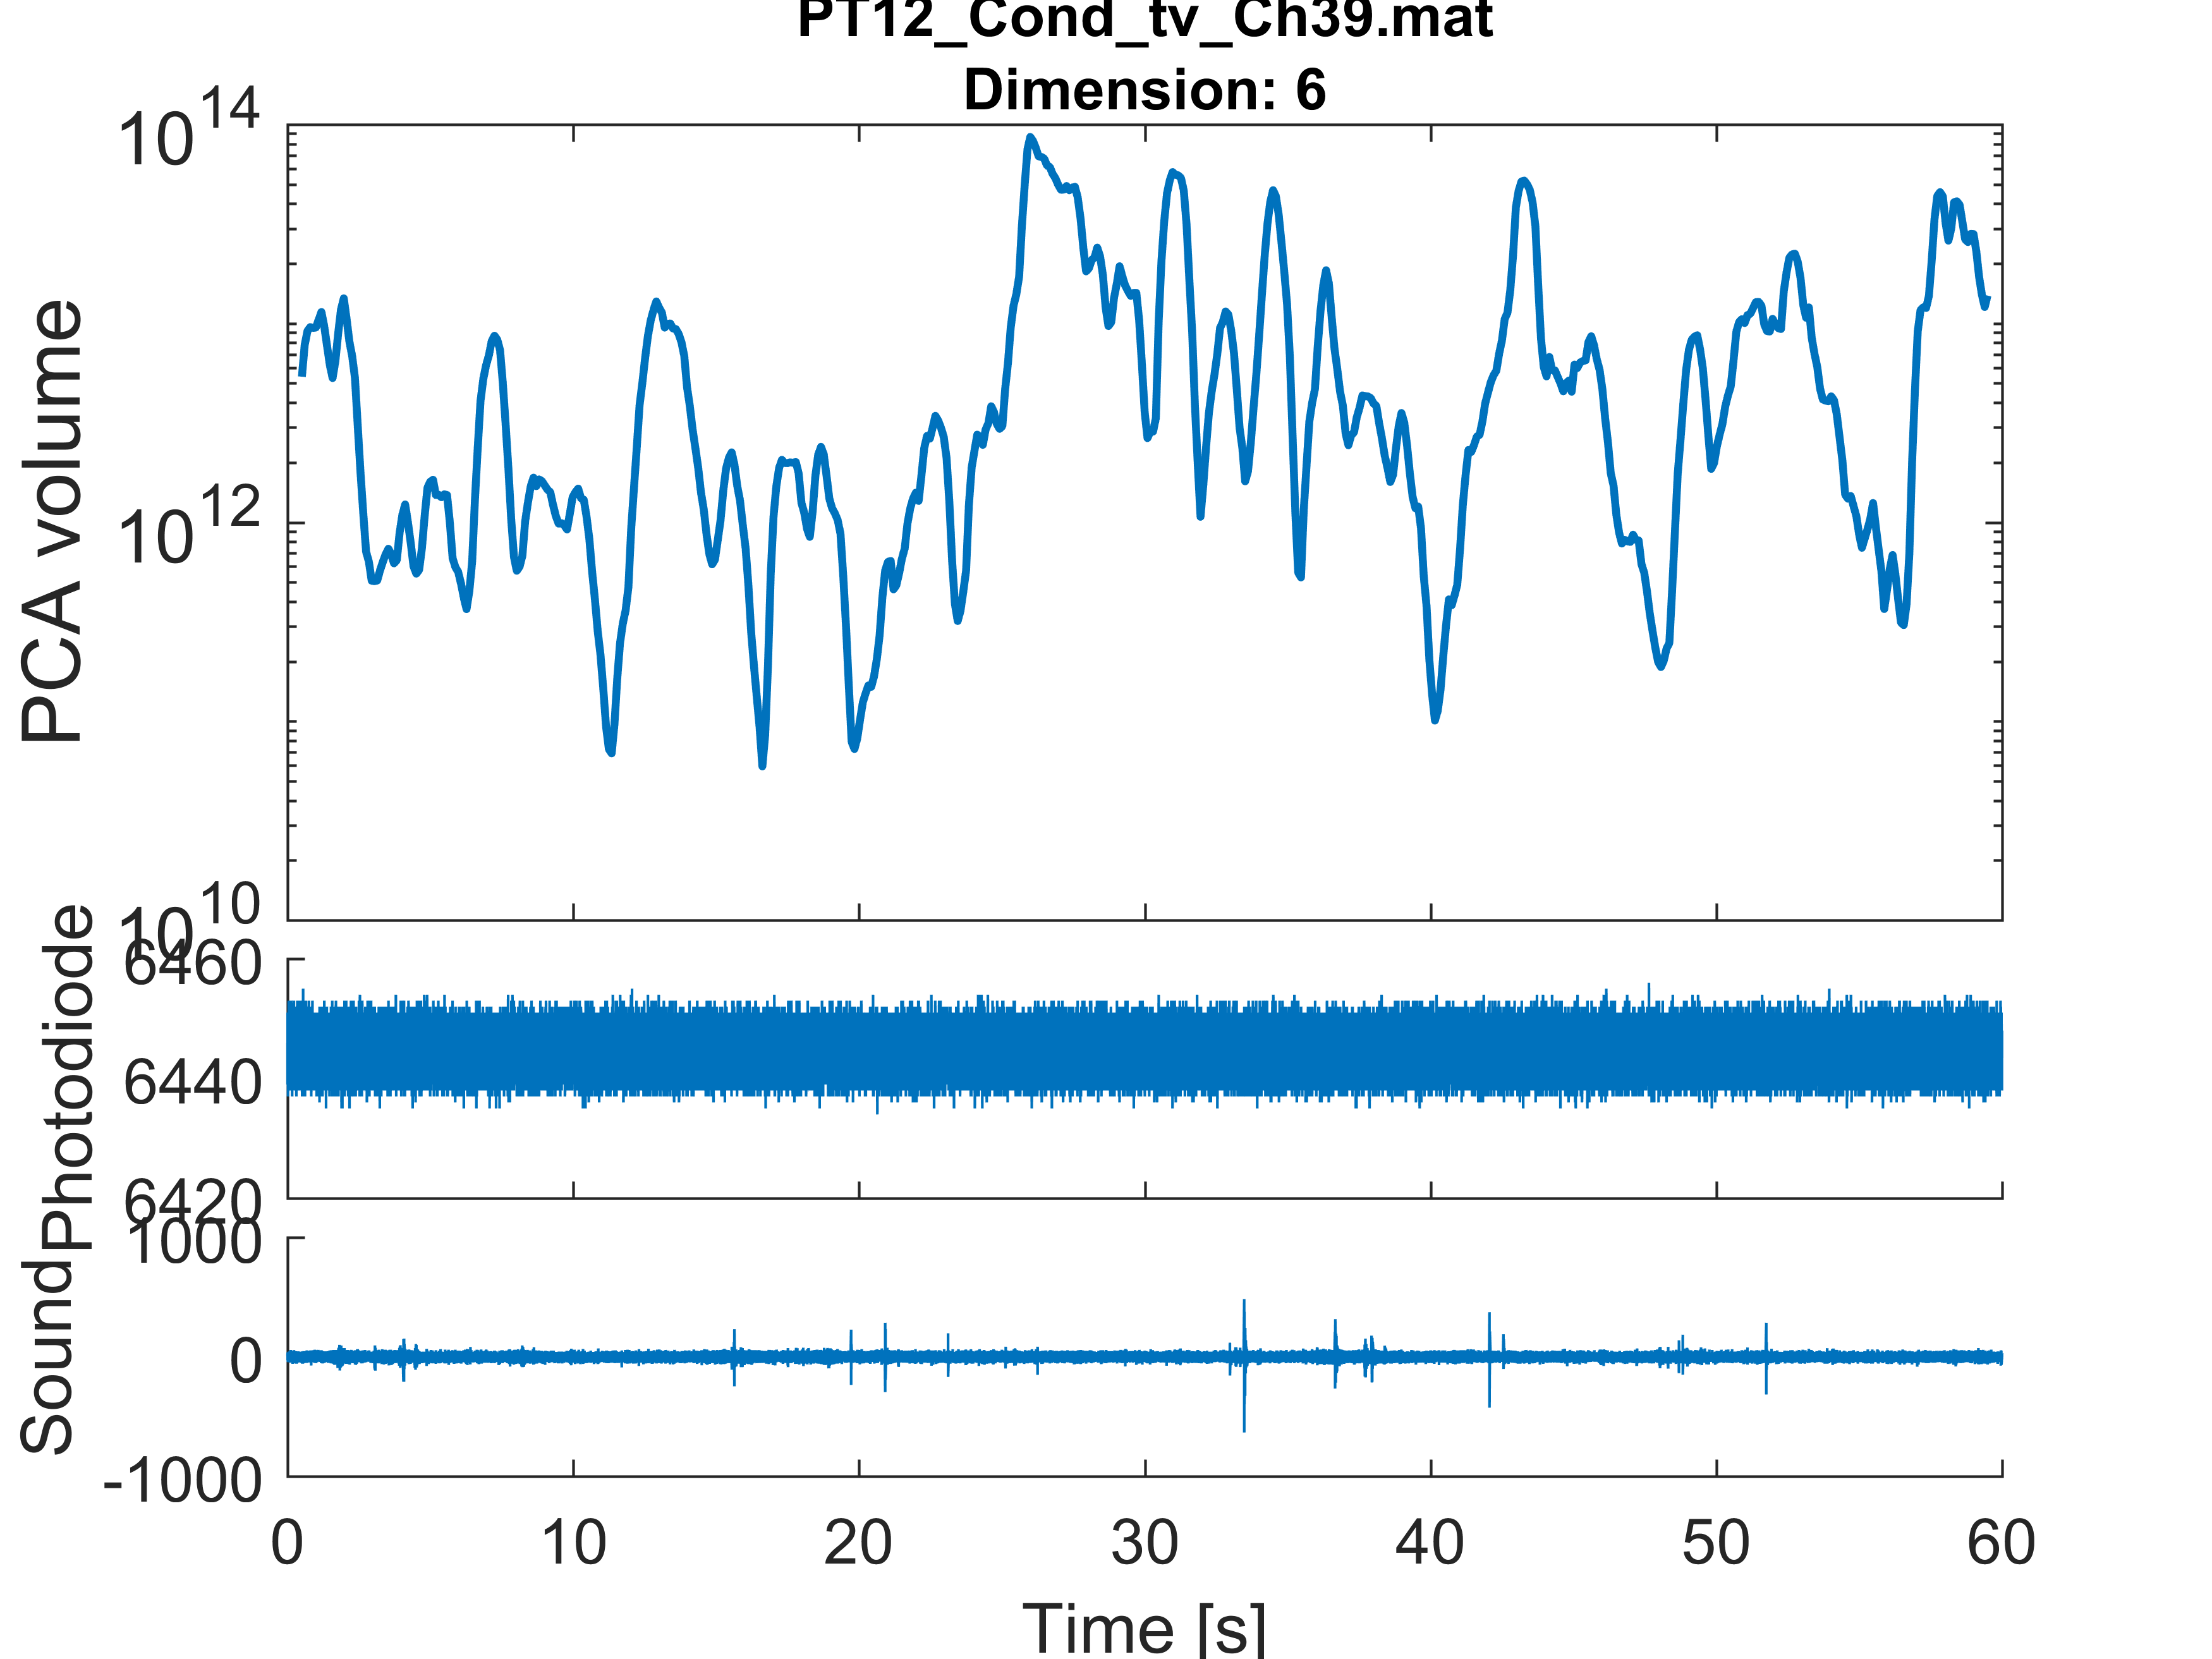 PT12_Cond_tv_Ch39.mat
Dimension: 6
PCA volume
10^14
10^12
10^10
Photodiode
6460
6440
6420
Sound
1000
0
-1000
0 10 20 30 40 50 60
Time [s]